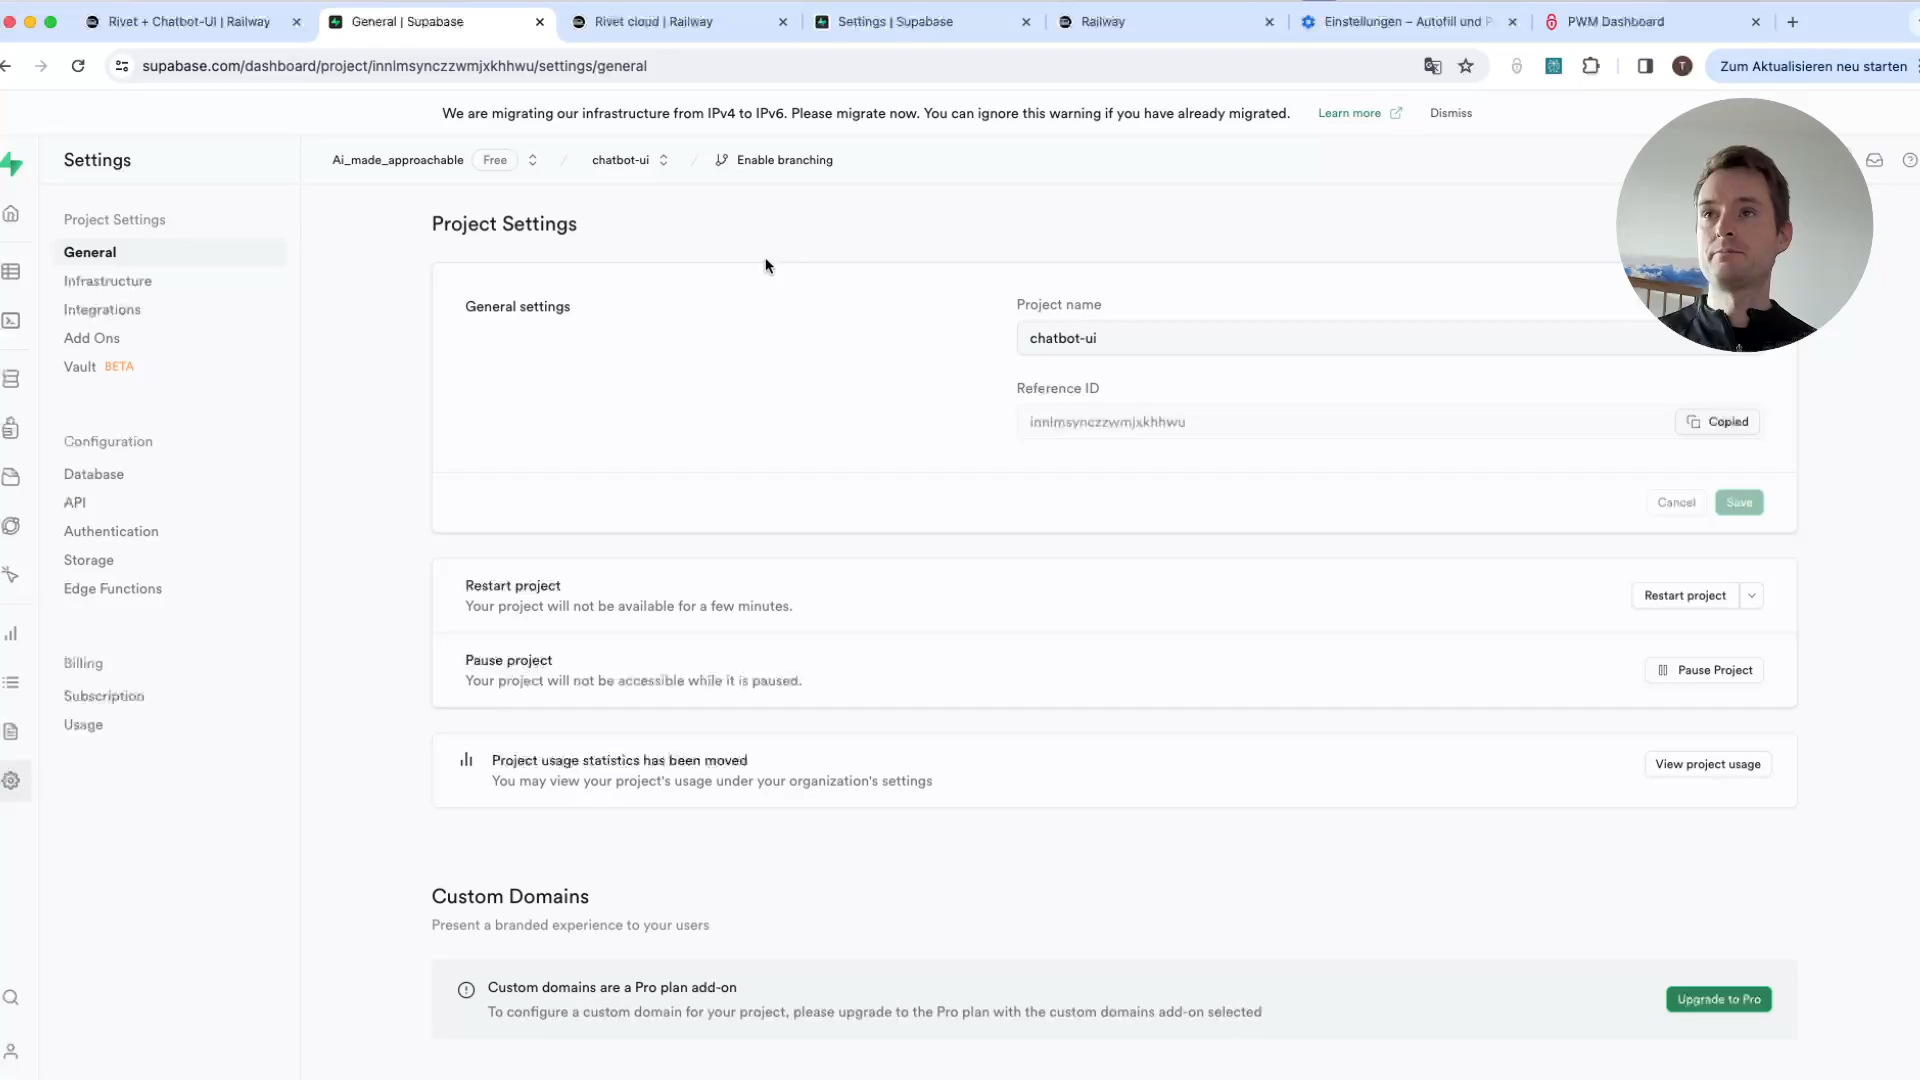 Rivet + Chatbot-UI | Railway
General | Supabase
Rivet cloud | Railway
Settings | Supabase
Railway
Einstellungen – Autofill und P
PWM Dashboard
supabase.com/dashboard/project/innlmsynczzwmjxkhhwu/settings/general
T
Zum Aktualisieren neu starten
We are migrating our infrastructure from IPv4 to IPv6. Please migrate now. You can ignore this warning if you have already migrated.
Learn more
Dismiss
Settings
Ai_made_approachable
Free
/
chatbot-ui
/
Enable branching
Project Settings
General
Infrastructure
Integrations
Add Ons
Vault BETA
Configuration
Database
API
Authentication
Storage
Edge Functions
Billing
Subscription
Usage
Project Settings
General settings
Project name
chatbot-ui
Reference ID
innlmsynczzwmjxkhhwu
Copied
Cancel
Save
Restart project
Your project will not be available for a few minutes.
Restart project
Pause project
Your project will not be accessible while it is paused.
Pause Project
Project usage statistics has been moved
You may view your project's usage under your organization's settings
View project usage
Custom Domains
Present a branded experience to your users
Custom domains are a Pro plan add-on
To configure a custom domain for your project, please upgrade to the Pro plan with the custom domains add-on selected
Upgrade to Pro